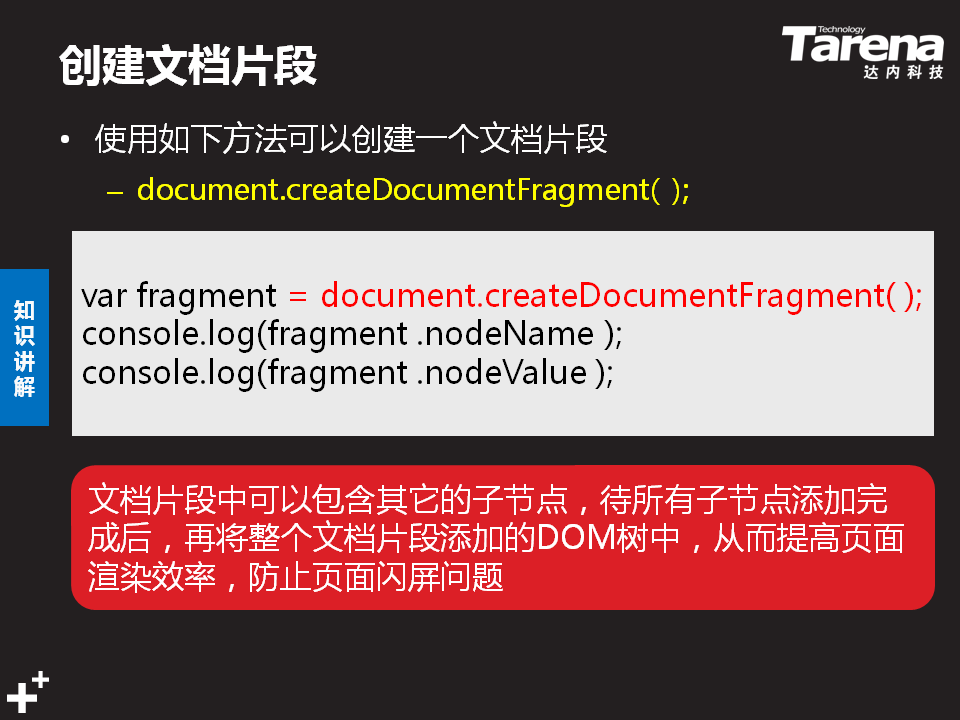 创建文档片段
Technology
Tarena
达内科技
• 使用如下方法可以创建一个文档片段
– document.createDocumentFragment( );
var fragment = document.createDocumentFragment( );
console.log(fragment .nodeName );
console.log(fragment .nodeValue );
知识讲解
文档片段中可以包含其它的子节点，待所有子节点添加完
成后，再将整个文档片段添加的DOM树中，从而提高页面
渲染效率，防止页面闪屏问题